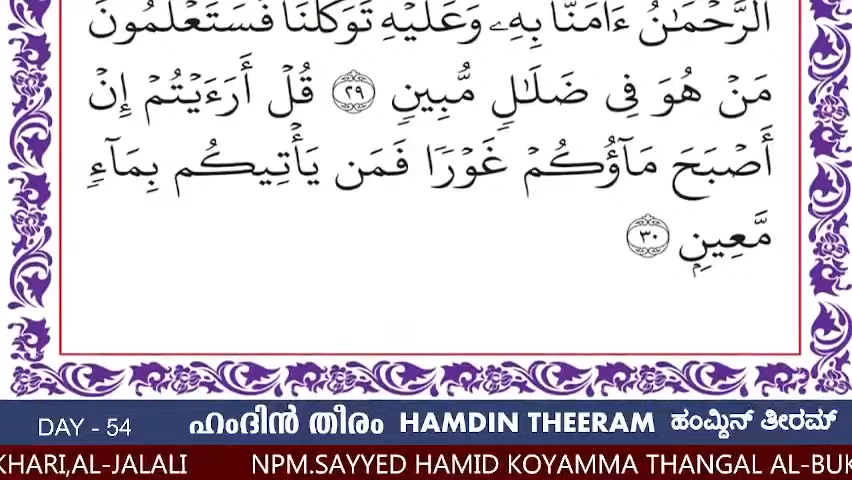 ٱلرَّحْمَـٰنُ ءَامَنَّا بِهِۦ وَعَلَيْهِ تَوَكَّلْنَا فَسَتَعْلَمُونَ
مَنْ هُوَ فِى ضَلَـٰلٍ مُّبِينٍ ٢٩ قُلْ أَرَءَيْتُمْ إِنْ
أَصْبَحَ مَآؤُكُمْ غَوْرًا فَمَن يَأْتِيكُم بِمَآءٍ
مَّعِينٍ ٣٠
DAY - 54 ഹംദിൻ തീരം HAMDIN THEERAM ಹಂಮ್ದಿನ್ ತೀರಮ್
KHARI,AL-JALALI NPM.SAYYED HAMID KOYAMMA THANGAL AL-BUK